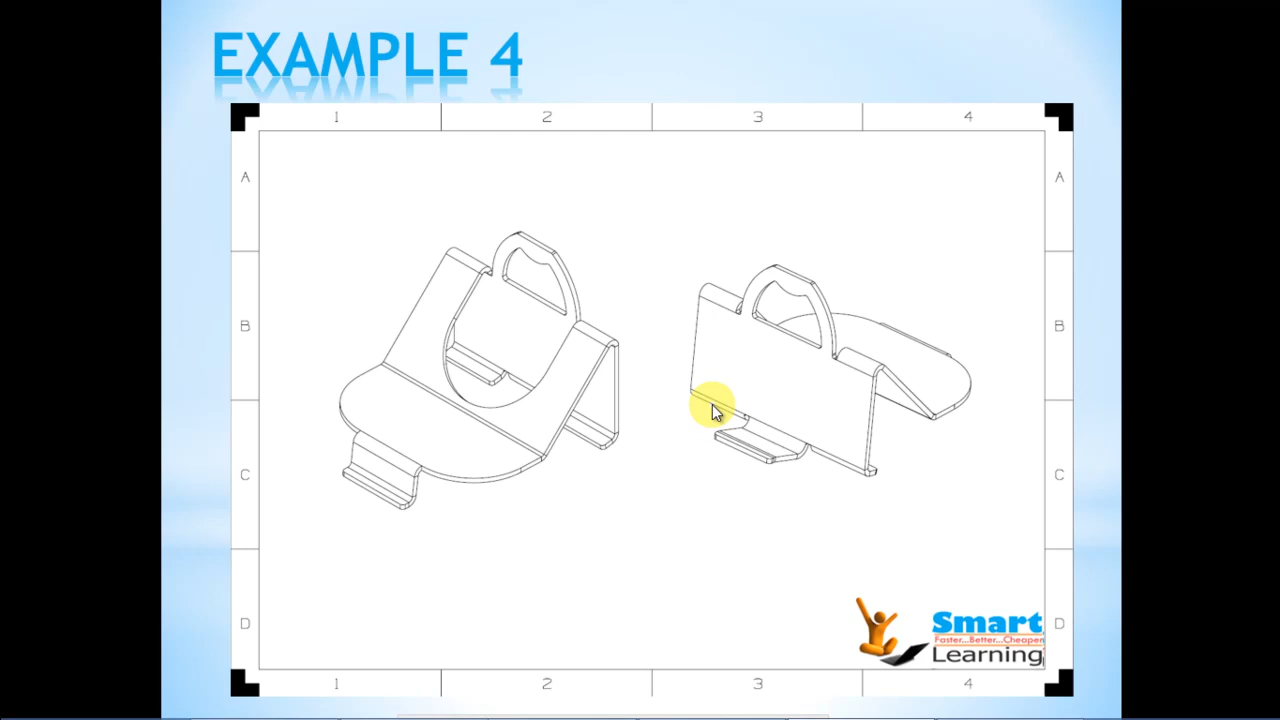 EXAMPLE 4
1 2 3 4
A A
B B
C C
D D
Smart
Faster...Better...Cheaper
Learning
1 2 3 4